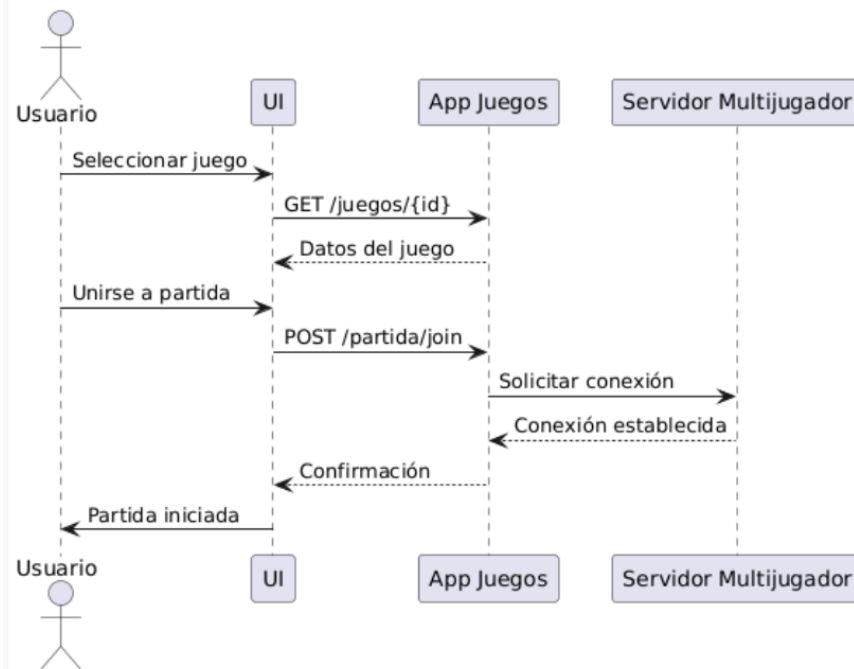 Usuario
UI
App Juegos
Servidor Multijugador
Seleccionar juego
GET /juegos/{id}
Datos del juego
Unirse a partida
POST /partida/join
Solicitar conexión
Conexión establecida
Confirmación
Partida iniciada
Usuario
UI
App Juegos
Servidor Multijugador